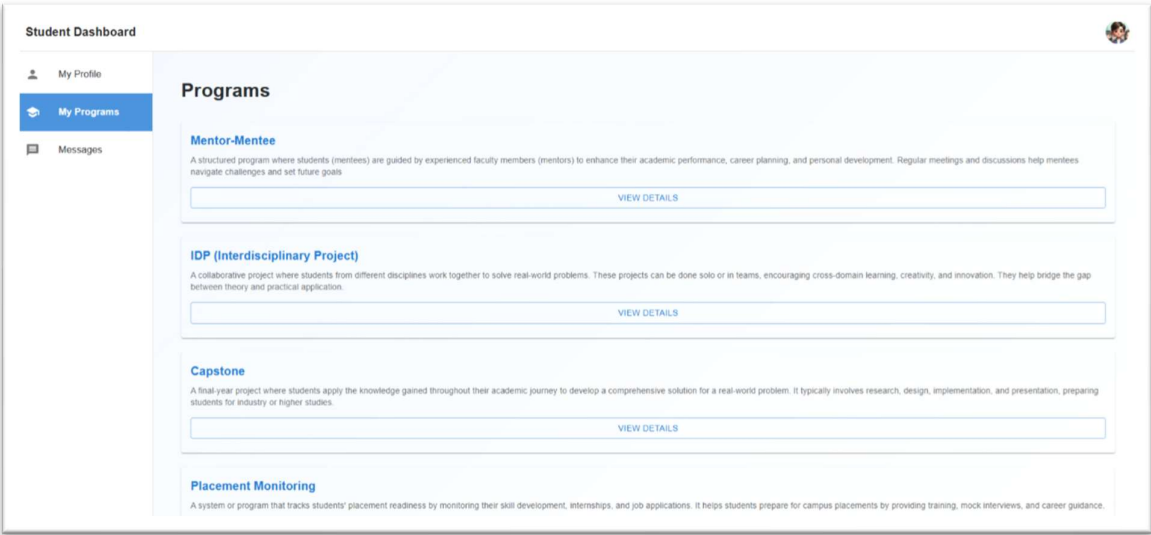 Student Dashboard
My Profile
My Programs
Messages
Programs
Mentor-Mentee
A structured program where students (mentees) are guided by experienced faculty members (mentors) to enhance their academic performance, career planning, and personal development. Regular meetings and discussions help mentees
navigate challenges and set future goals
VIEW DETAILS
IDP (Interdisciplinary Project)
A collaborative project where students from different disciplines work together to solve real-world problems. These projects can be done solo or in teams, encouraging cross-domain learning, creativity, and innovation. They help bridge the gap
between theory and practical application.
VIEW DETAILS
Capstone
A final-year project where students apply the knowledge gained throughout their academic journey to develop a comprehensive solution for a real-world problem. It typically involves research, design, implementation, and presentation, preparing
students for industry or higher studies.
VIEW DETAILS
Placement Monitoring
A system or program that tracks students' placement readiness by monitoring their skill development, internships, and job applications. It helps students prepare for campus placements by providing training, mock interviews, and career guidance.